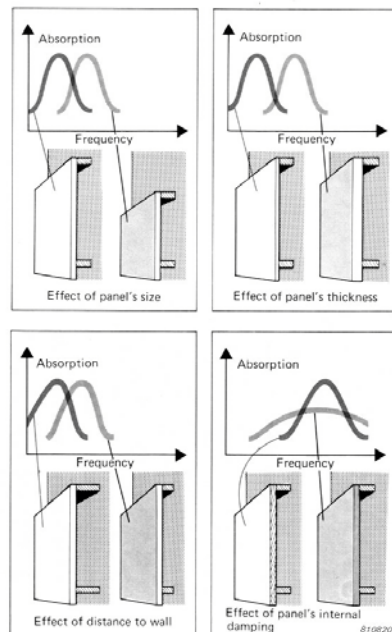 Absorption
Frequency
Effect of panel's size
Absorption
Frequency
Effect of panel's thickness
Absorption
Frequency
Effect of distance to wall
Absorption
Frequency
Effect of panel's internal
damping
810820